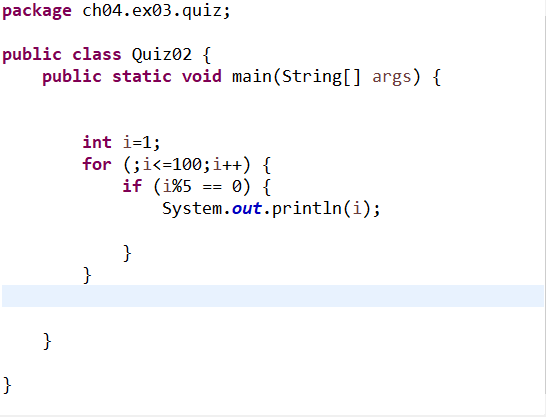 package ch04.ex03.quiz;
public class Quiz02 {
public static void main(String[] args) {
int i=1;
for (;i<=100;i++) {
if (i%5 == 0) {
System.out.println(i);
}
}
}
}